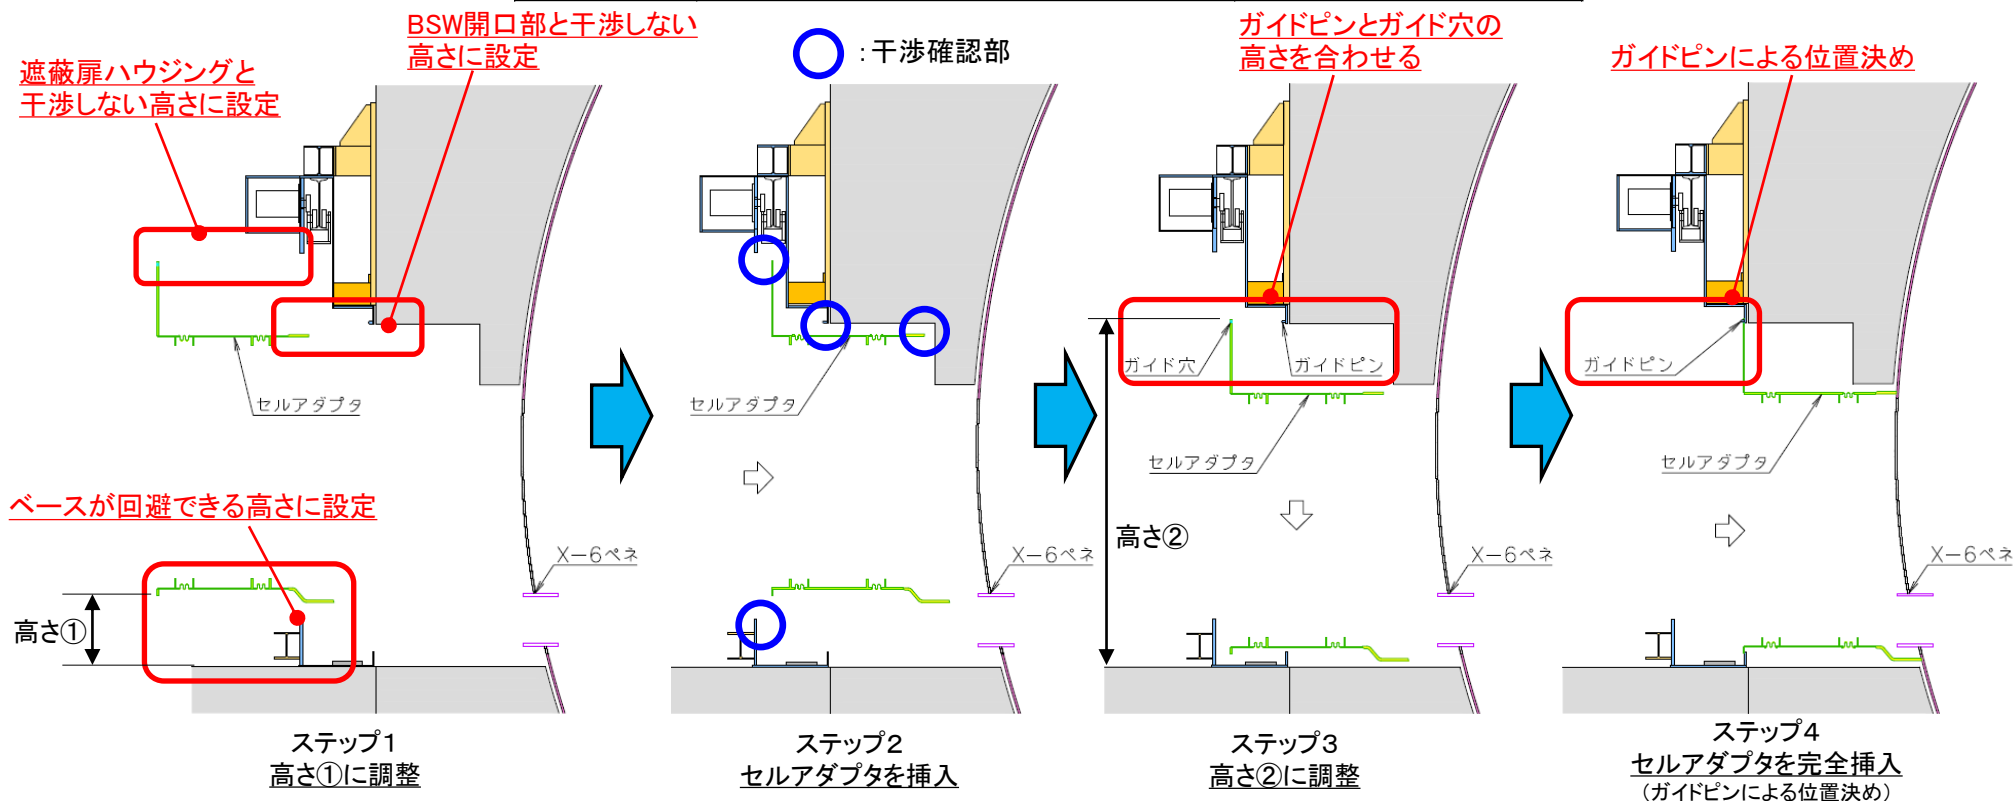 遮蔽扉ハウジングと
干渉しない高さに設定
BSW開口部と干渉しない
高さに設定
：干渉確認部
ガイドピンとガイド穴の
高さを合わせる
ガイドピンによる位置決め
セルアダプタ
ベースが回避できる高さに設定
高さ①
X－6ペネ
ステップ1
高さ①に調整
セルアダプタ
X－6ペネ
ステップ2
セルアダプタを挿入
ガイド穴
ガイドピン
セルアダプタ
高さ②
X－6ペネ
ステップ3
高さ②に調整
ガイドピン
セルアダプタ
X－6ペネ
ステップ4
セルアダプタを完全挿入
（ガイドピンによる位置決め）